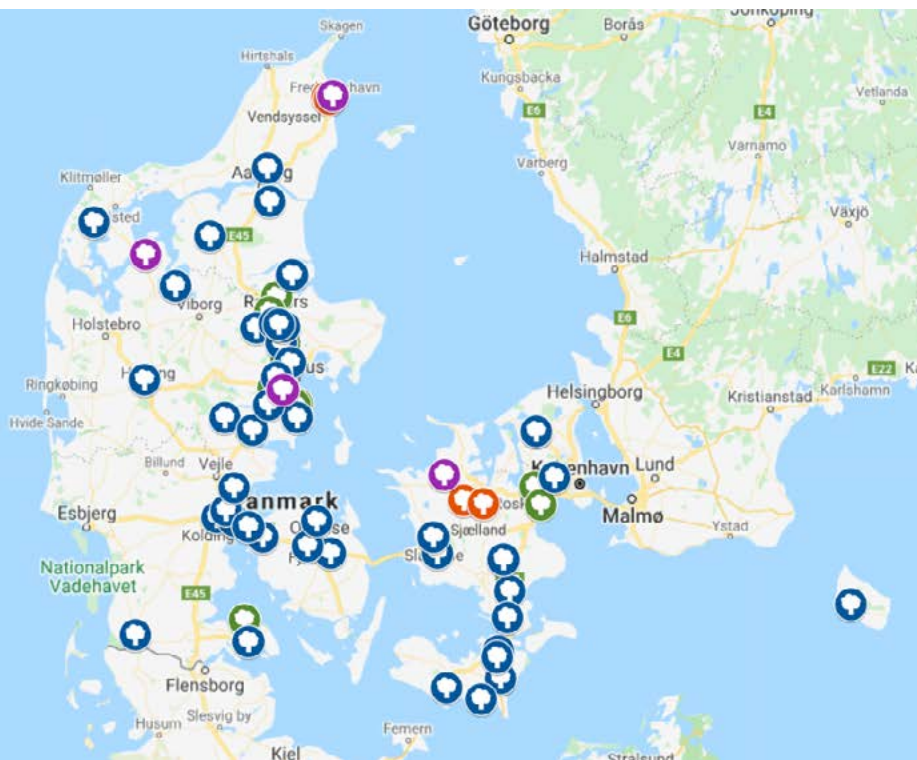 Jönköping
Skagen
Göteborg
Borås
Hirtshals
Kungsbacka
Vendsyssel
E6
E4
Vetlanda
Varberg
Värnamo
Klitmøller
Växjö
E45
Halmstad
Viborg
Holstebro
E6
E4
E22
Ringkøbing
Helsingborg
Kristianstad
Karlshamn
Hvide Sande
Billund
Vejle
Lund
Esbjerg
Malmø
Kolding
Sjælland
Ystad
Nationalpark
Vadehavet
E45
Flensborg
Husum
Slesvig by
Femern
Kiel
Stralsund